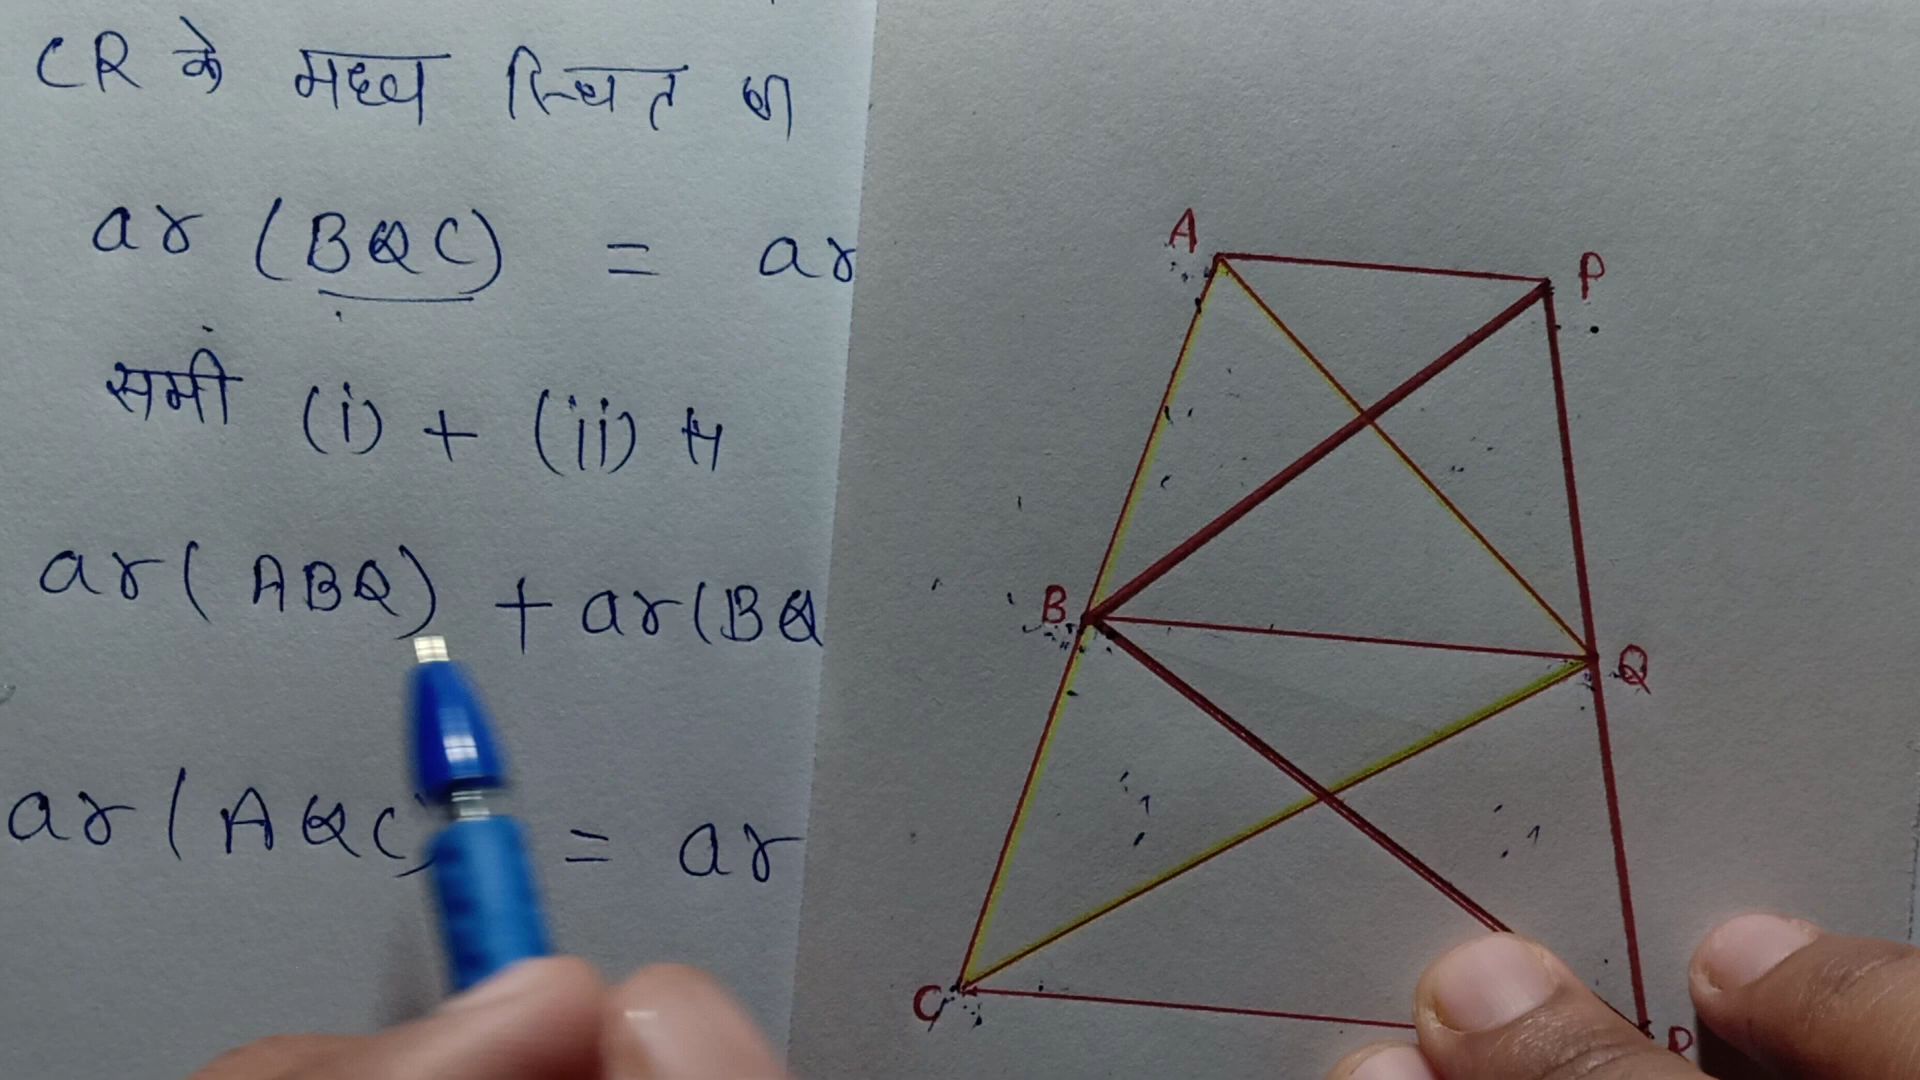 CR के मध्य स्थित
ar (BQC) = ar
समी (i) + (ii) से
ar( ABQ) + ar(BQ
ar( AQC) = ar
A
P
B
Q
C
R